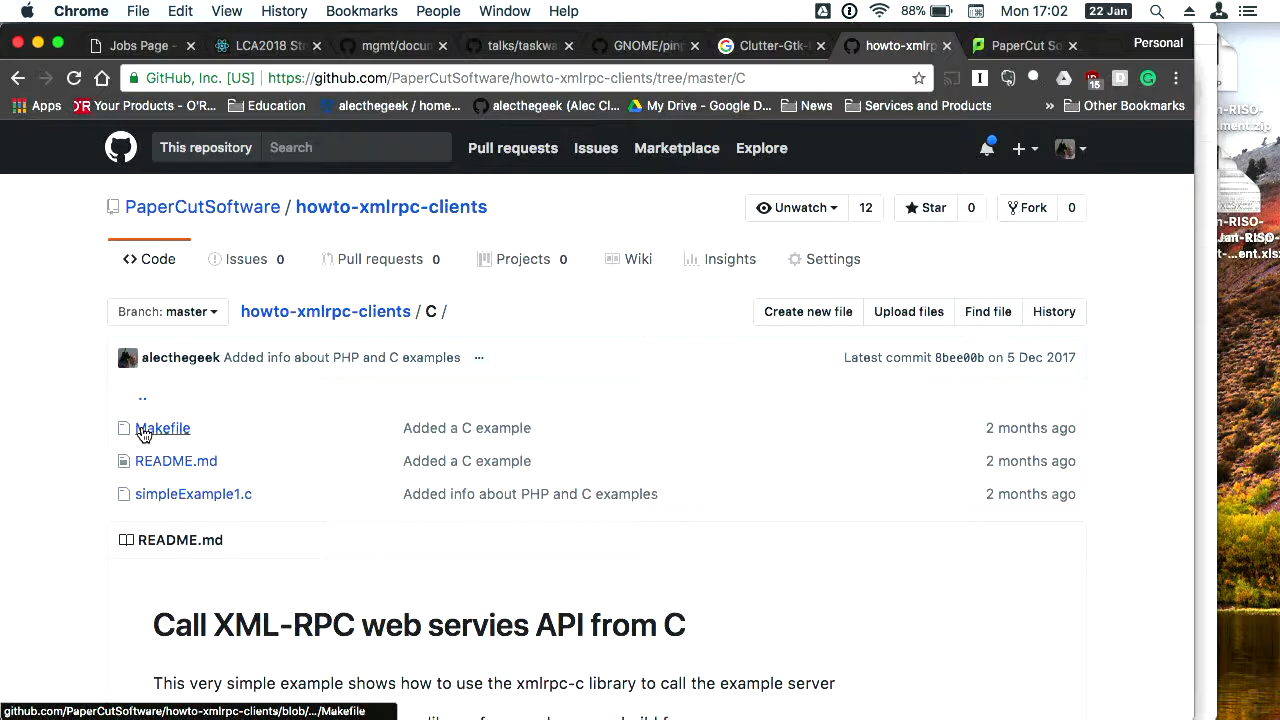 Chrome File Edit View History Bookmarks People Window Help 88% Mon 17:02 22 Jan
Jobs Page - LCA2018 Str mgmt/docun talks/taskwa GNOME/pin Clutter-Gtk- howto-xmlrp PaperCut So Personal
GitHub, Inc. [US] https://github.com/PaperCutSoftware/howto-xmlrpc-clients/tree/master/C 15
Apps Your Products - O'R... Education alecthegeek / home... alecthegeek (Alec Cl... My Drive - Google D... News Services and Products » Other Bookmarks
This repository Search Pull requests Issues Marketplace Explore
PaperCutSoftware / howto-xmlrpc-clients Unwatch 12 Star 0 Fork 0
Code Issues 0 Pull requests 0 Projects 0 Wiki Insights Settings
Branch: master howto-xmlrpc-clients / C / Create new file Upload files Find file History
alecthegeek Added info about PHP and C examples ... Latest commit 8bee00b on 5 Dec 2017
..
Makefile Added a C example 2 months ago
README.md Added a C example 2 months ago
simpleExample1.c Added info about PHP and C examples 2 months ago
README.md
Call XML-RPC web servies API from C
This very simple example shows how to use the xmlrpc-c library to call the example server
github.com/PaperCutSoftware/howto-xmlrpc-clients/blob/.../Makefile